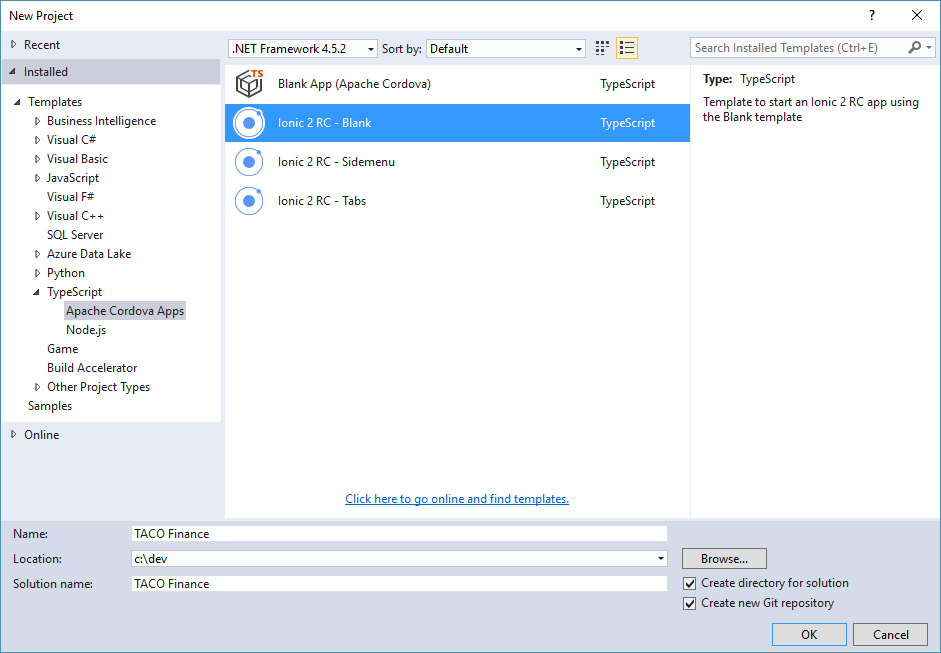 New Project
?
Recent
Installed
Templates
Business Intelligence
Visual C#
Visual Basic
JavaScript
Visual F#
Visual C++
SQL Server
Azure Data Lake
Python
TypeScript
Apache Cordova Apps
Node.js
Game
Build Accelerator
Other Project Types
Samples
Online
.NET Framework 4.5.2
Sort by: Default
TS Blank App (Apache Cordova) TypeScript
Ionic 2 RC - Blank TypeScript
Ionic 2 RC - Sidemenu TypeScript
Ionic 2 RC - Tabs TypeScript
Click here to go online and find templates.
Search Installed Templates (Ctrl+E)
Type: TypeScript
Template to start an Ionic 2 RC app using
the Blank template
Name: TACO Finance
Location: c:\dev
Browse...
Solution name: TACO Finance
Create directory for solution
Create new Git repository
OK
Cancel